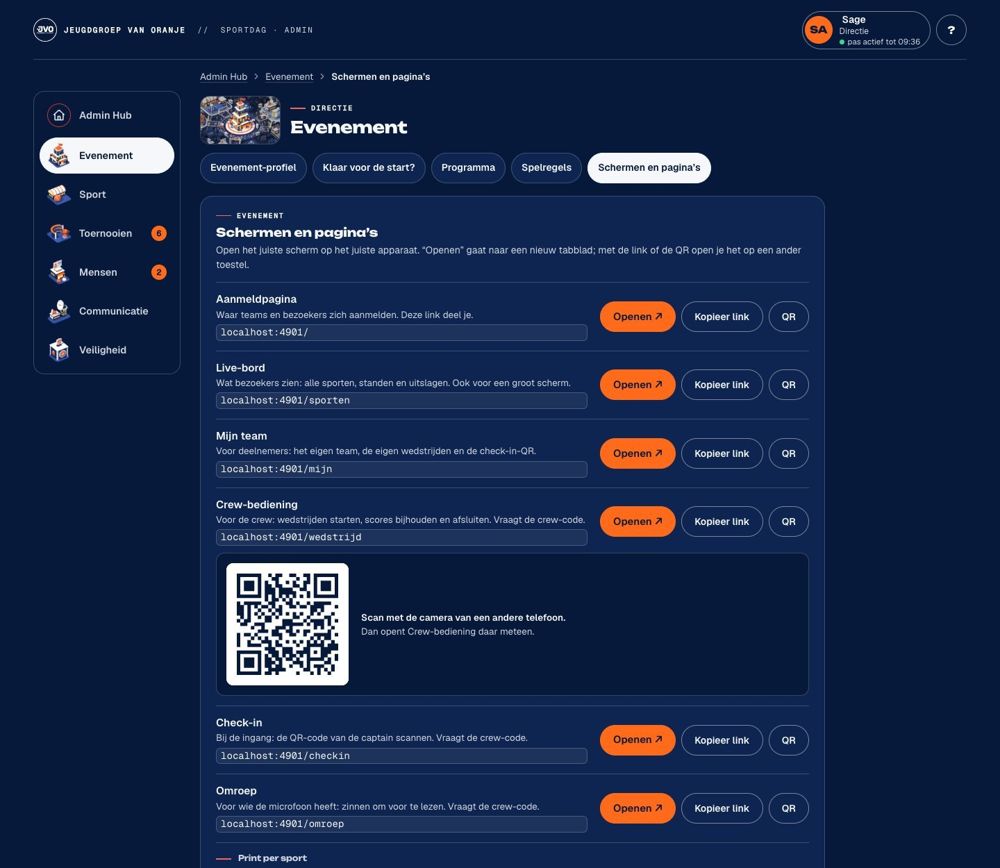 JVO JEUGDGROEP VAN ORANJE // SPORTDAG · ADMIN
SA
Sage
Directie
pas actief tot 09:36
?
Admin Hub > Evenement > Schermen en pagina's
Admin Hub
Evenement
Sport
Toernooien 6
Mensen 2
Communicatie
Veiligheid
DIRECTIE
Evenement
Evenement-profiel
Klaar voor de start?
Programma
Spelregels
Schermen en pagina's
EVENEMENT
Schermen en pagina's
Open het juiste scherm op het juiste apparaat. “Openen” gaat naar een nieuw tabblad; met de link of de QR open je het op een ander
toestel.
Aanmeldpagina
Waar teams en bezoekers zich aanmelden. Deze link deel je.
localhost:4901/
Openen ↗ Kopieer link QR
Live-bord
Wat bezoekers zien: alle sporten, standen en uitslagen. Ook voor een groot scherm.
localhost:4901/sporten
Openen ↗ Kopieer link QR
Mijn team
Voor deelnemers: het eigen team, de eigen wedstrijden en de check-in-QR.
localhost:4901/mijn
Openen ↗ Kopieer link QR
Crew-bediening
Voor de crew: wedstrijden starten, scores bijhouden en afsluiten. Vraagt de crew-code.
localhost:4901/wedstrijd
Openen ↗ Kopieer link QR
Scan met de camera van een andere telefoon.
Dan opent Crew-bediening daar meteen.
Check-in
Bij de ingang: de QR-code van de captain scannen. Vraagt de crew-code.
localhost:4901/checkin
Openen ↗ Kopieer link QR
Omroep
Voor wie de microfoon heeft: zinnen om voor te lezen. Vraagt de crew-code.
localhost:4901/omroep
Openen ↗ Kopieer link QR
Print per sport